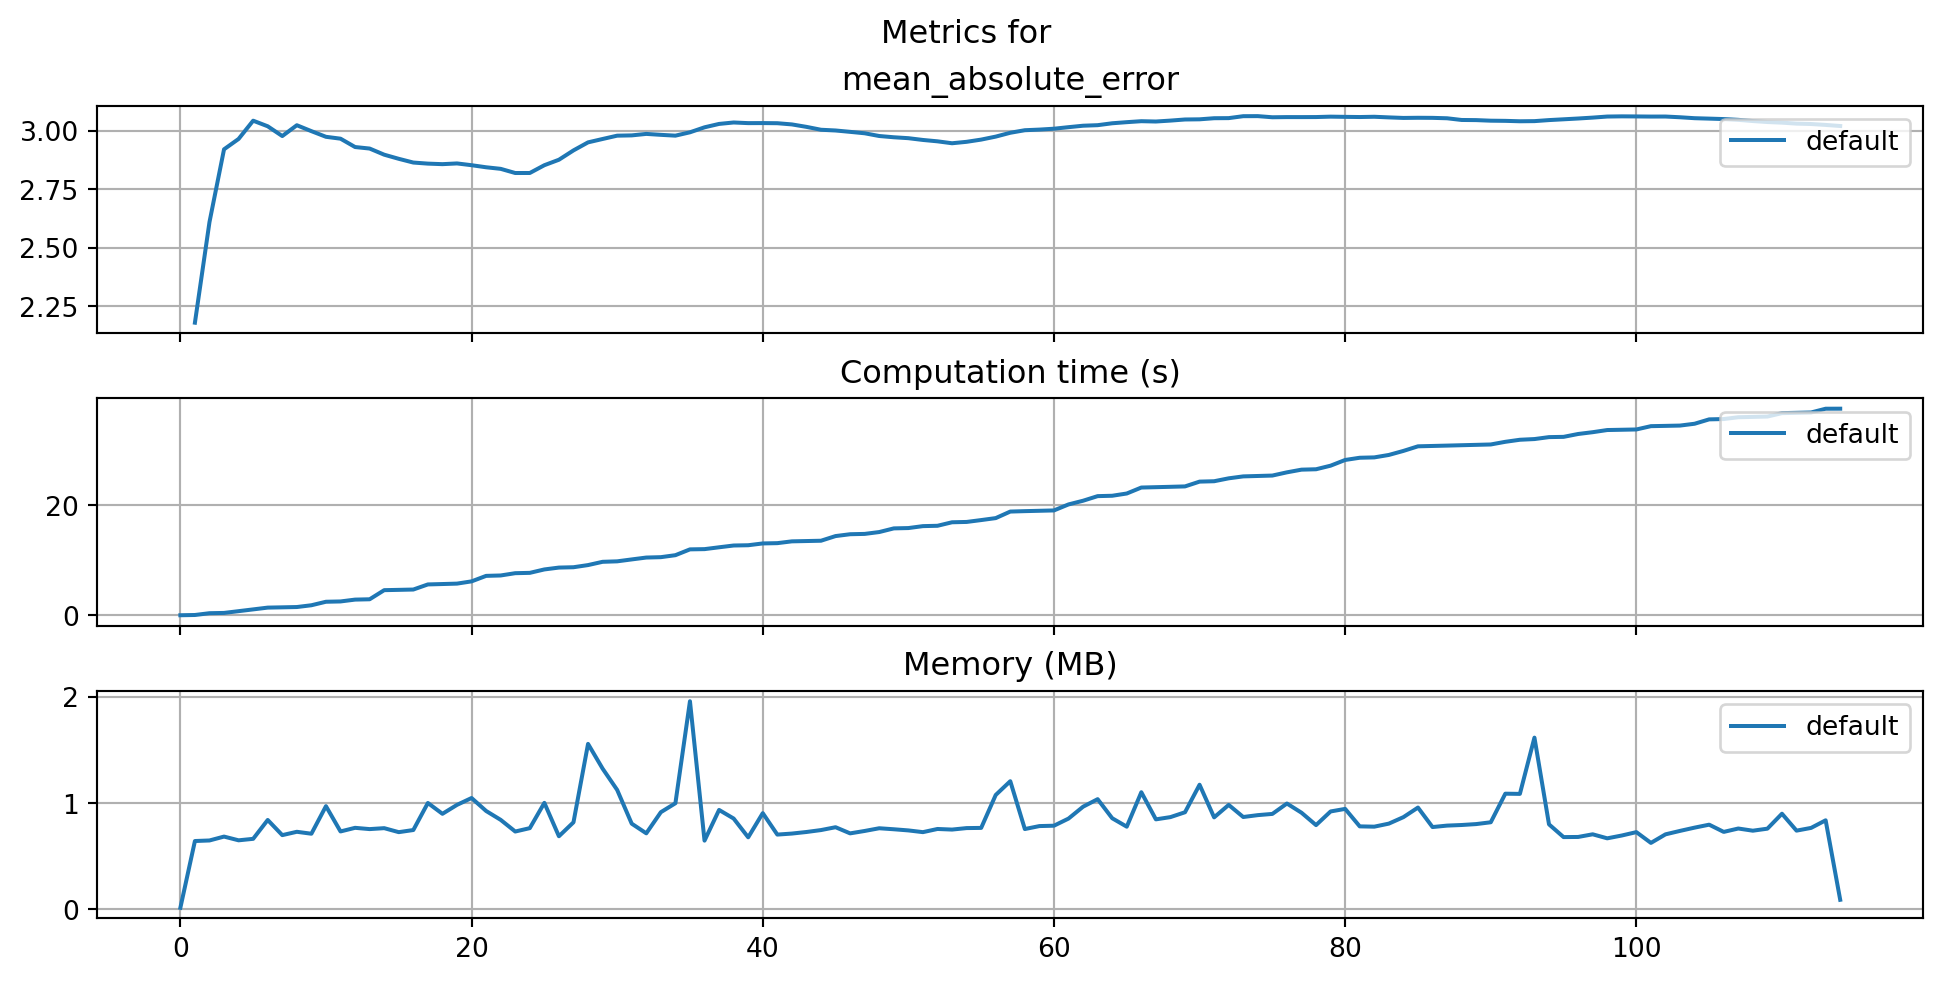 Metrics for
mean_absolute_error
3.00
2.75
2.50
2.25
default
Computation time (s)
20
0
default
Memory (MB)
2
1
0
default
0 20 40 60 80 100